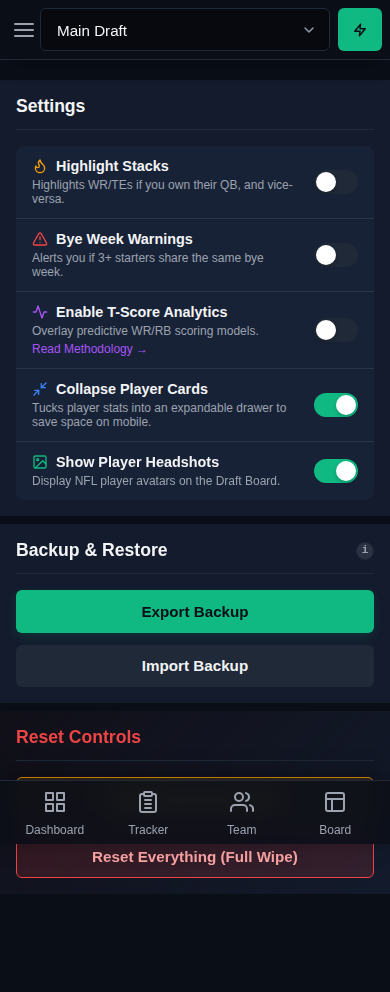 Main Draft
Settings
Highlight Stacks
Highlights WR/TEs if you own their QB, and vice-
versa.
Bye Week Warnings
Alerts you if 3+ starters share the same bye
week.
Enable T-Score Analytics
Overlay predictive WR/RB scoring models.
Read Methodology →
Collapse Player Cards
Tucks player stats into an expandable drawer to
save space on mobile.
Show Player Headshots
Display NFL player avatars on the Draft Board.
Backup & Restore
i
Export Backup
Import Backup
Reset Controls
Dashboard
Tracker
Team
Board
Reset Everything (Full Wipe)